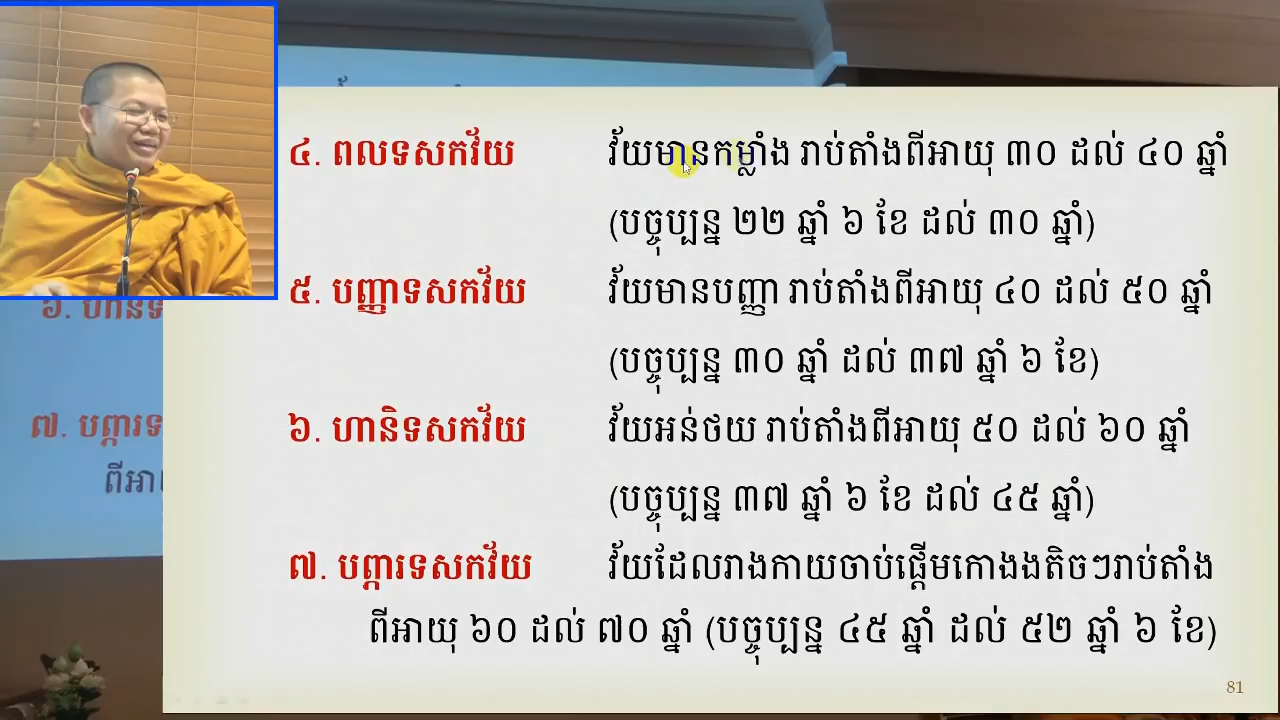 ៤. ពលទសកវ័យ វ័យមានកម្លាំង រាប់តាំងពីអាយុ ៣០ ដល់ ៤០ ឆ្នាំ
(បច្ចុប្បន្ន ២២ ឆ្នាំ ៦ ខែ ដល់ ៣០ ឆ្នាំ)
៥. បញ្ញាទសកវ័យ វ័យមានបញ្ញា រាប់តាំងពីអាយុ ៤០ ដល់ ៥០ ឆ្នាំ
(បច្ចុប្បន្ន ៣០ ឆ្នាំ ដល់ ៣៧ ឆ្នាំ ៦ ខែ)
៦. ហានិទសកវ័យ វ័យអន់ថយ រាប់តាំងពីអាយុ ៥០ ដល់ ៦០ ឆ្នាំ
(បច្ចុប្បន្ន ៣៧ ឆ្នាំ ៦ ខែ ដល់ ៤៥ ឆ្នាំ)
៧. បព្ភារទសកវ័យ វ័យដែលរាងកាយចាប់ផ្តើមកោងងតិចៗរាប់តាំង
ពីអាយុ ៦០ ដល់ ៧០ ឆ្នាំ (បច្ចុប្បន្ន ៤៥ ឆ្នាំ ដល់ ៥២ ឆ្នាំ ៦ ខែ)
81
៦.
៧.